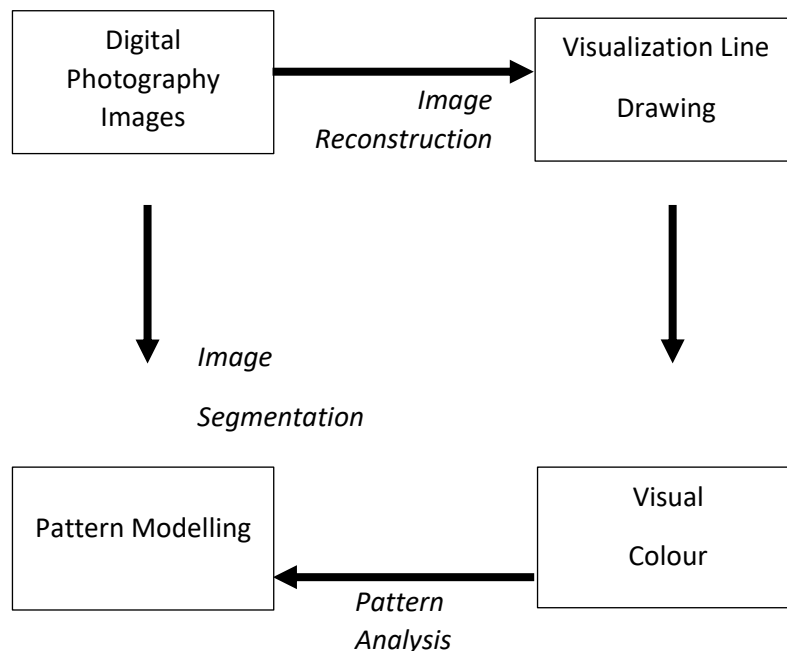 Digital
Photography
Images
Visualization Line
Drawing
Image
Reconstruction
Image
Segmentation
Pattern Modelling
Visual
Colour
Pattern
Analysis